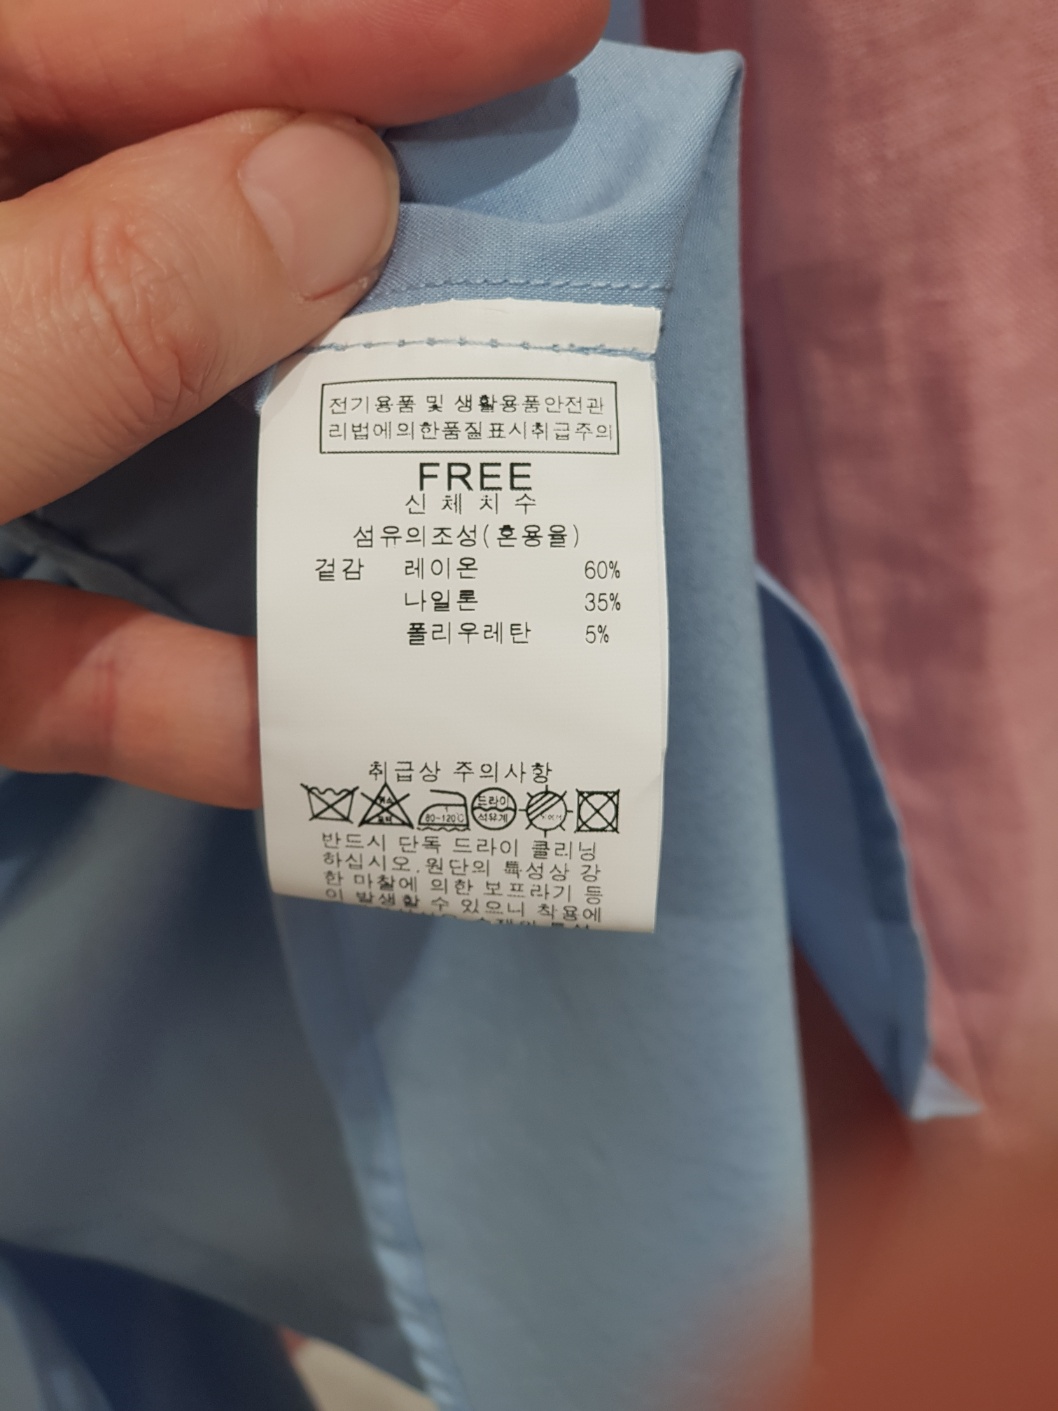 전기용품 및 생활용품안전관
리법에의한품질표시취급주의
FREE
신 체 치 수
섬유의조성(혼용율)
겉감 레이온 60%
나일론 35%
폴리우레탄 5%
취급상 주의사항
드라이
80~120℃ 석유계
반드시 단독 드라이 클리닝
하십시오.원단의 특성상 강
한 마찰에 의한 보프라기 등
이 발생할 수 있으니 착용에